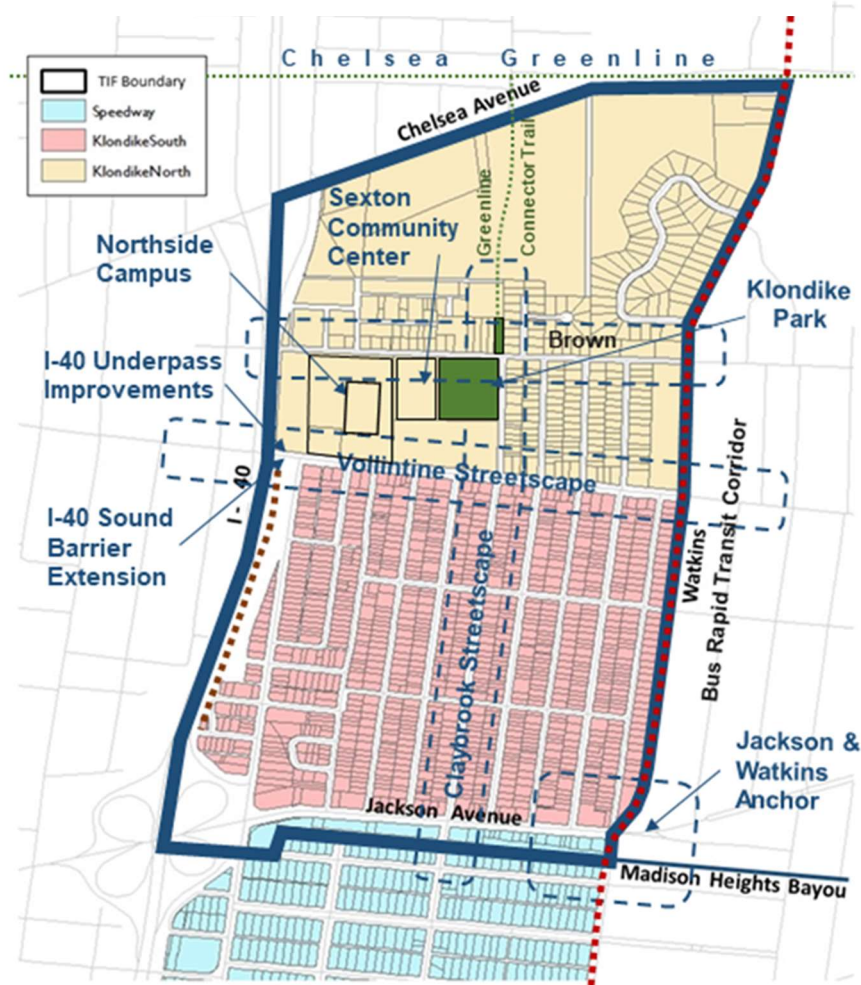 Chelsea Greenline
TIF Boundary
Speedway
KlondikeSouth
KlondikeNorth
Chelsea Avenue
Greenline
Connector Trail
Sexton
Community
Center
Northside
Campus
Klondike
Park
Brown
I-40 Underpass
Improvements
Vollintine Streetscape
I- 40
I-40 Sound
Barrier
Extension
Claybrook Streetscape
Watkins
Bus Rapid Transit Corridor
Jackson &
Watkins
Anchor
Jackson Avenue
Madison Heights Bayou